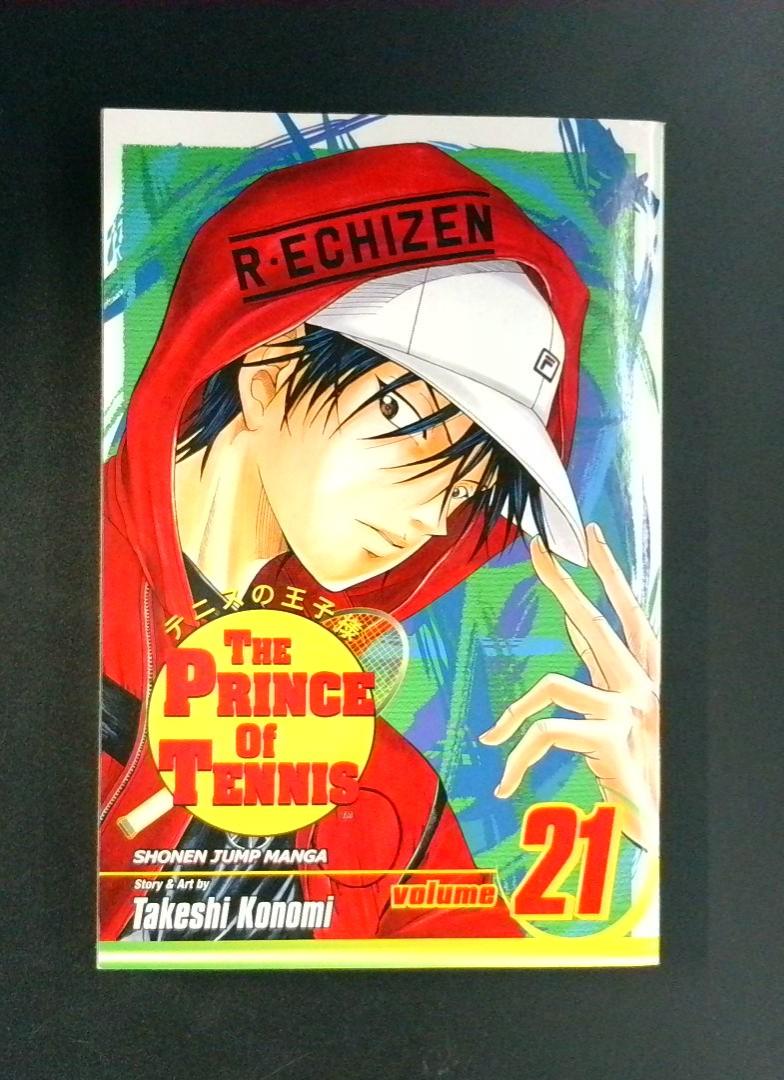 R·ECHIZEN
F
テニスの王子様
THE
PRINCE
OF
TENNIS
SHONEN JUMP MANGA
Story & Art by
Takeshi Konomi
volume 21